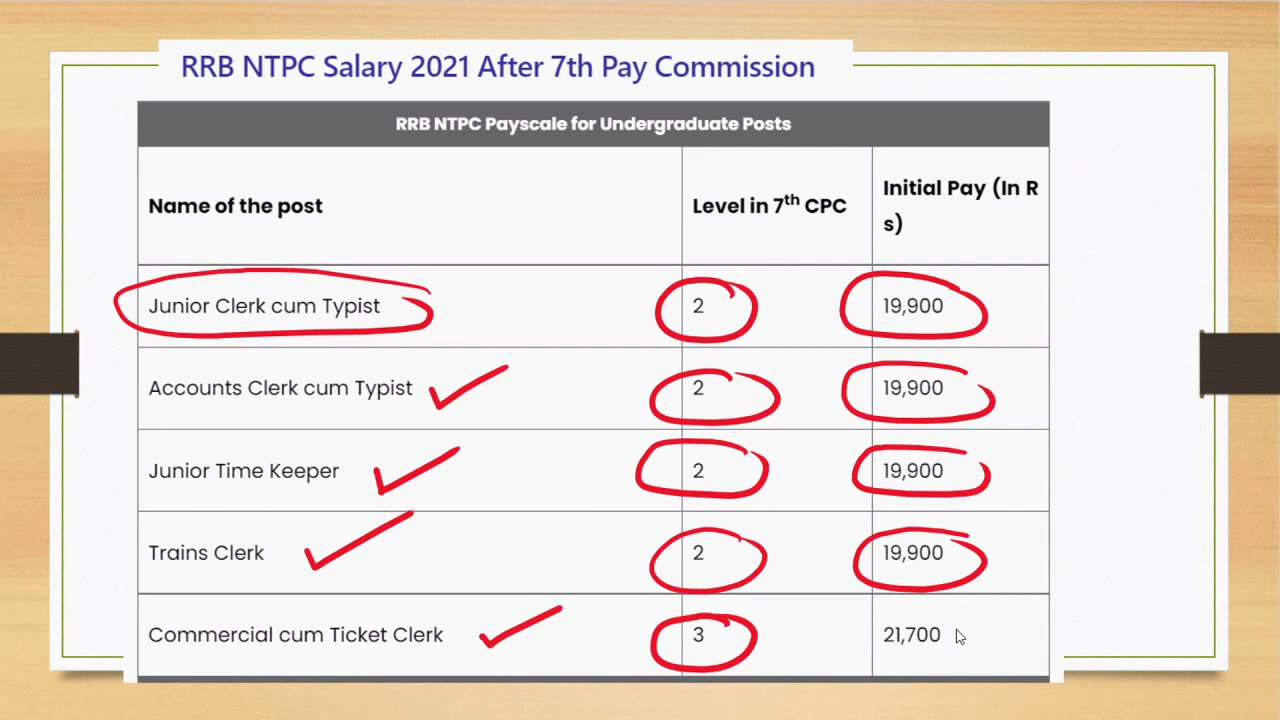 RRB NTPC Salary 2021 After 7th Pay Commission
RRB NTPC Payscale for Undergraduate Posts
Name of the post Level in 7th CPC Initial Pay (In R
s)
Junior Clerk cum Typist 2 19,900
Accounts Clerk cum Typist 2 19,900
Junior Time Keeper 2 19,900
Trains Clerk 2 19,900
Commercial cum Ticket Clerk 3 21,700